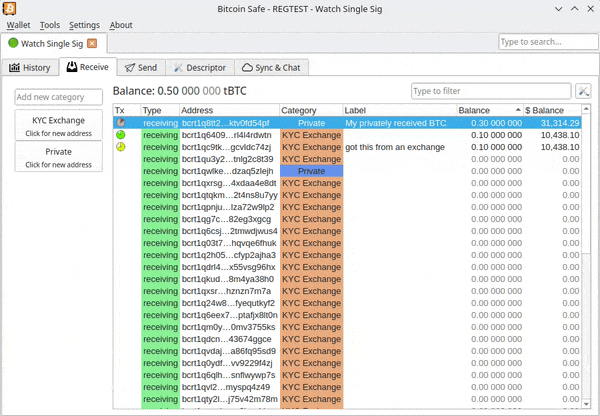 Bitcoin Safe - REGTEST - Watch Single Sig
Wallet Tools Settings About
Watch Single Sig Type to search...
History Receive Send Descriptor Sync & Chat
Add new category
KYC Exchange
Click for new address
Private
Click for new address
Balance: 0.50 000 000 tBTC Type to filter
Tx Type Address Category Label Balance $ Balance
receiving bcrt1q8tt2...ktv0fd54pf Private My privately received BTC 0.30 000 000 31,314.29
receiving bcrt1q6409...rl4l4rdwtn KYC Exchange 0.10 000 000 10,438.10
receiving bcrt1qc9tk...gcvldc74zj KYC Exchange got this from an exchange 0.10 000 000 10,438.10
receiving bcrt1qu3y2...tnlg2c8t39 KYC Exchange 0.00 000 000 0.00
receiving bcrt1qwlke...dzaq5zlejh Private 0.00 000 000 0.00
receiving bcrt1qxrsg...4xdaa4e8dt KYC Exchange 0.00 000 000 0.00
receiving bcrt1qtqkm...2t4ns8u7yy KYC Exchange 0.00 000 000 0.00
receiving bcrt1qpnju...lza72w9lp2 KYC Exchange 0.00 000 000 0.00
receiving bcrt1qg7c...82eg3xgcg KYC Exchange 0.00 000 000 0.00
receiving bcrt1q6csj...2tmwdjwus4 KYC Exchange 0.00 000 000 0.00
receiving bcrt1q03t7...hqvqe6fhuk KYC Exchange 0.00 000 000 0.00
receiving bcrt1q2h05...cfyp2ajha3 KYC Exchange 0.00 000 000 0.00
receiving bcrt1qdrl4...x55vsg96hx KYC Exchange 0.00 000 000 0.00
receiving bcrt1qkud...8m4ya38h0 KYC Exchange 0.00 000 000 0.00
receiving bcrt1qxsr...hznzn7m7a KYC Exchange 0.00 000 000 0.00
receiving bcrt1q24w8...fyequtkyf2 KYC Exchange 0.00 000 000 0.00
receiving bcrt1q6eex7...ptafjx8lt0n KYC Exchange 0.00 000 000 0.00
receiving bcrt1qm0y...0mv3755ks KYC Exchange 0.00 000 000 0.00
receiving bcrt1qdcn...43674ggce KYC Exchange 0.00 000 000 0.00
receiving bcrt1qvdaj...a86fq95sd9 KYC Exchange 0.00 000 000 0.00
receiving bcrt1q0ydf...vv9229f4zj KYC Exchange 0.00 000 000 0.00
receiving bcrt1q6qlh...snflwywp7s KYC Exchange 0.00 000 000 0.00
receiving bcrt1qvl2...myspq4z49 KYC Exchange 0.00 000 000 0.00
receiving bcrt1qty2l...j75v42m78m KYC Exchange 0.00 000 000 0.00